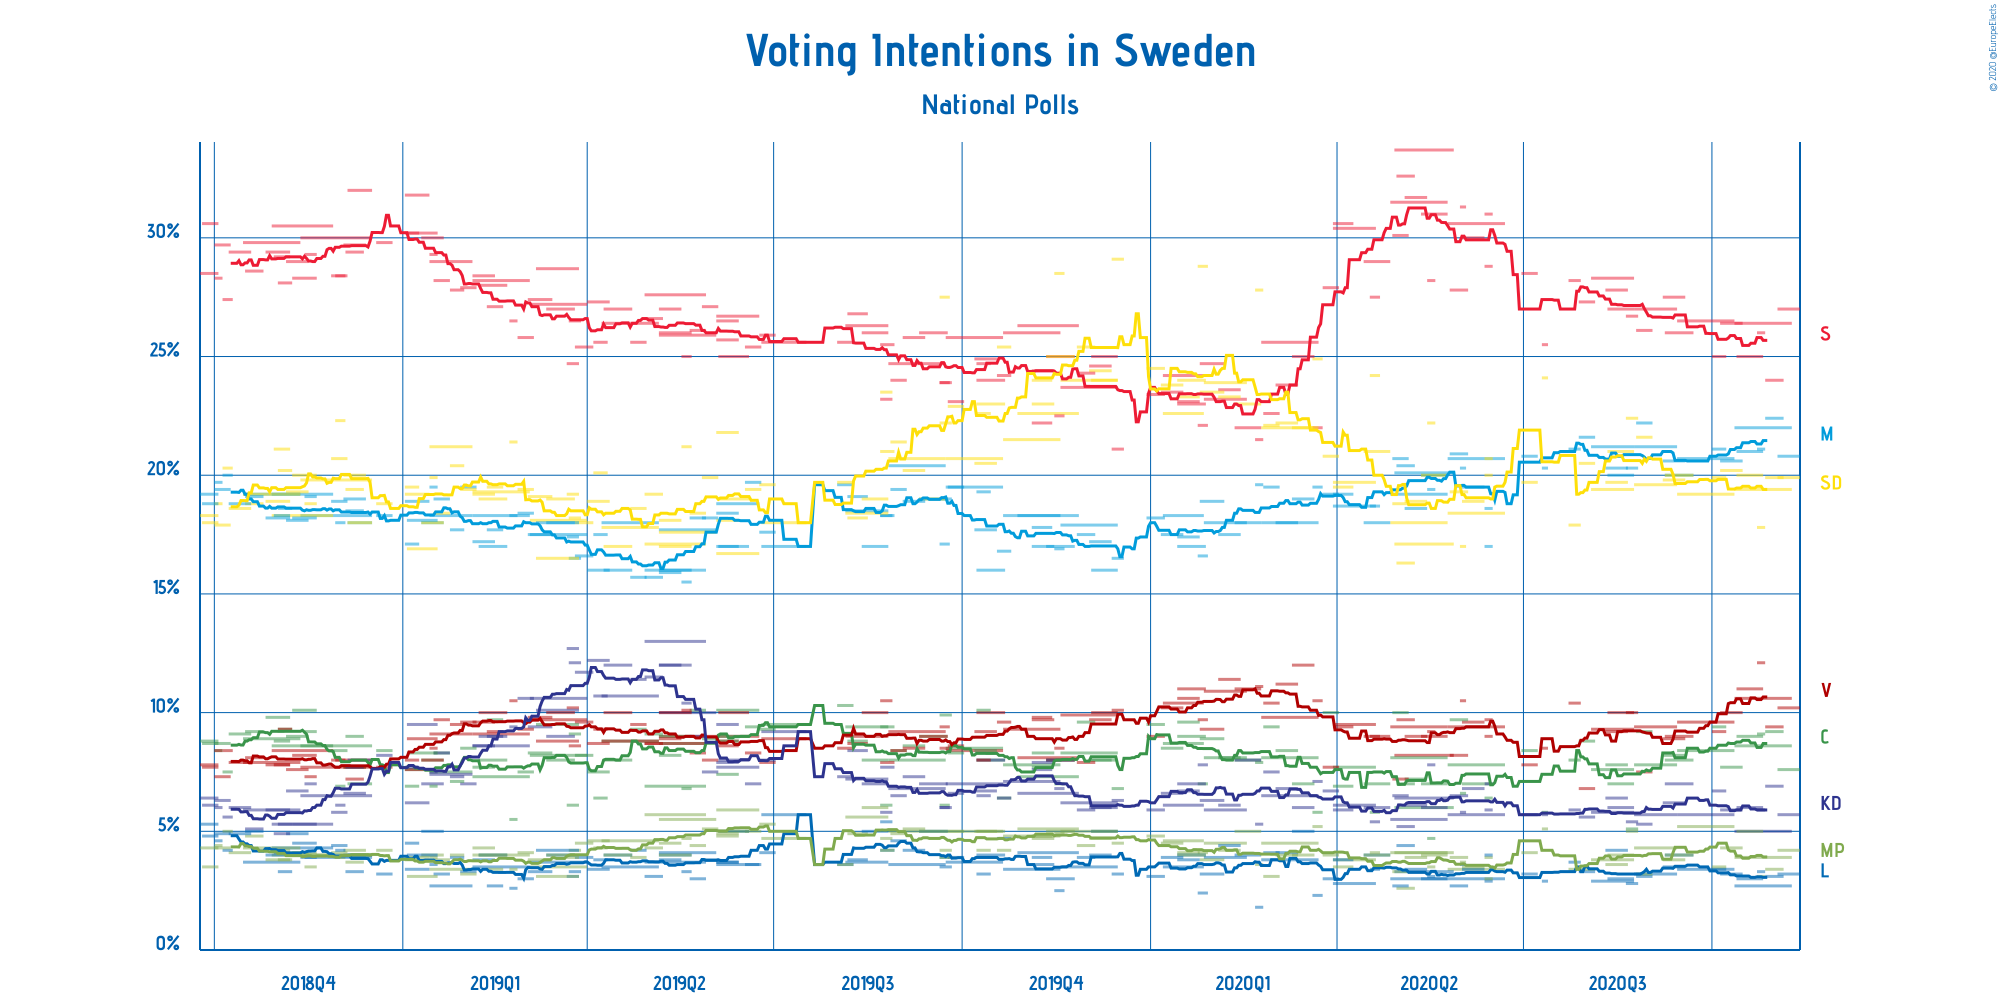 Voting Intentions in Sweden
National Polls
© 2020 @EuropeElects
30%
25%
20%
15%
10%
5%
0%
S
M
SD
V
C
KD
MP
L
2018Q4 2019Q1 2019Q2 2019Q3 2019Q4 2020Q1 2020Q2 2020Q3